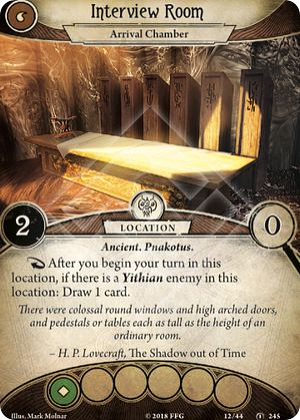 Interview Room
Arrival Chamber
2
0
LOCATION
Ancient. Pnakotus.
After you begin your turn in this
location, if there is a Yithian enemy in this
location: Draw 1 card.
There were colossal round windows and high arched doors,
and pedestals or tables each as tall as the height of an
ordinary room.
– H. P. Lovecraft, The Shadow out of Time
Illus. Mark Molnar
© 2018 FFG
12/44
245